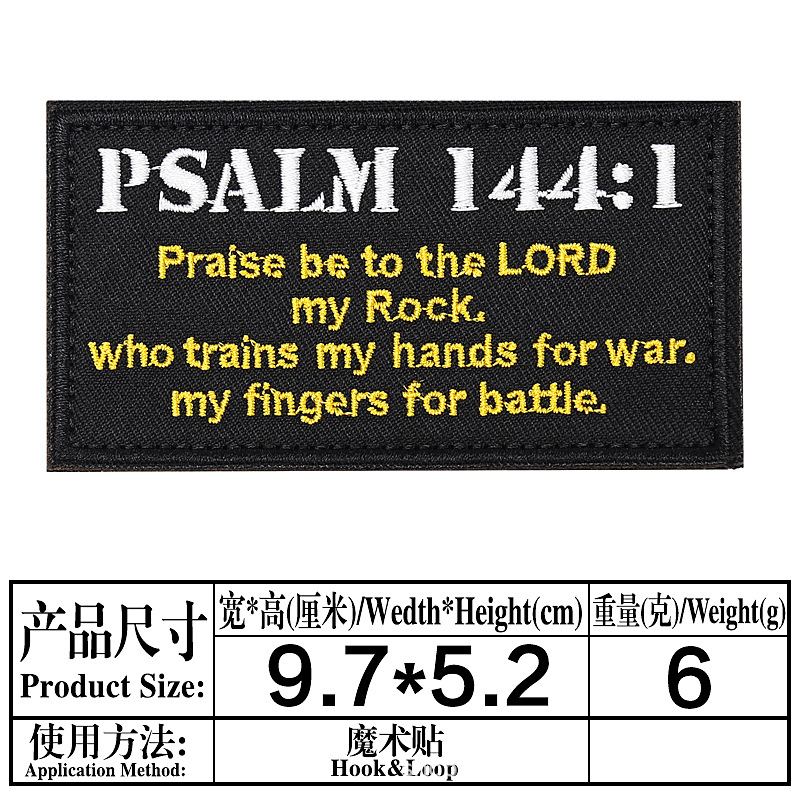 PSALM 144:1
Praise be to the LORD
my Rock.
who trains my hands for war.
my fingers for battle.
产品尺寸
Product Size:
宽*高(厘米)/Wedth*Height(cm)
重量(克)/Weight(g)
9.7*5.2
6
使用方法:
Application Method:
魔术贴
Hook&Loop